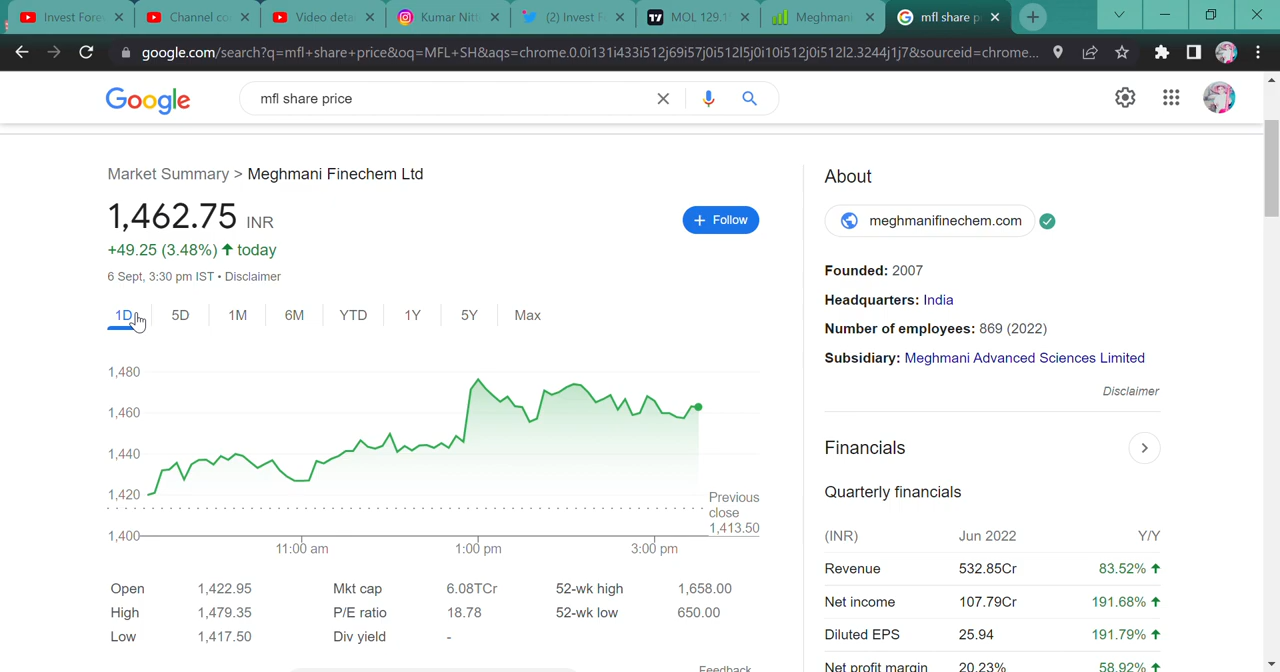 Invest Fore
Channel co
Video deta
Kumar Nit
(2) Invest F
MOL 129.1
Meghmani
mfl share p
google.com/search?q=mfl+share+price&oq=MFL+SH&aqs=chrome.0.0i131i433i512j69i57j0i512l5j0i10i512j0i512l2.3244j1j7&sourceid=chrome...
Google
mfl share price
Market Summary > Meghmani Finechem Ltd
1,462.75 INR
+ Follow
+49.25 (3.48%) ↑ today
6 Sept, 3:30 pm IST • Disclaimer
1D 5D 1M 6M YTD 1Y 5Y Max
1,480
1,460
1,440
1,420
1,400
Previous
close
1,413.50
11:00 am 1:00 pm 3:00 pm
Open 1,422.95 Mkt cap 6.08TCr 52-wk high 1,658.00
High 1,479.35 P/E ratio 18.78 52-wk low 650.00
Low 1,417.50 Div yield -
Feedback
About
meghmanifinechem.com
Founded: 2007
Headquarters: India
Number of employees: 869 (2022)
Subsidiary: Meghmani Advanced Sciences Limited
Disclaimer
Financials
Quarterly financials
(INR) Jun 2022 Y/Y
Revenue 532.85Cr 83.52% ↑
Net income 107.79Cr 191.68% ↑
Diluted EPS 25.94 191.79% ↑
Net profit margin 20.23% 58.92% ↑